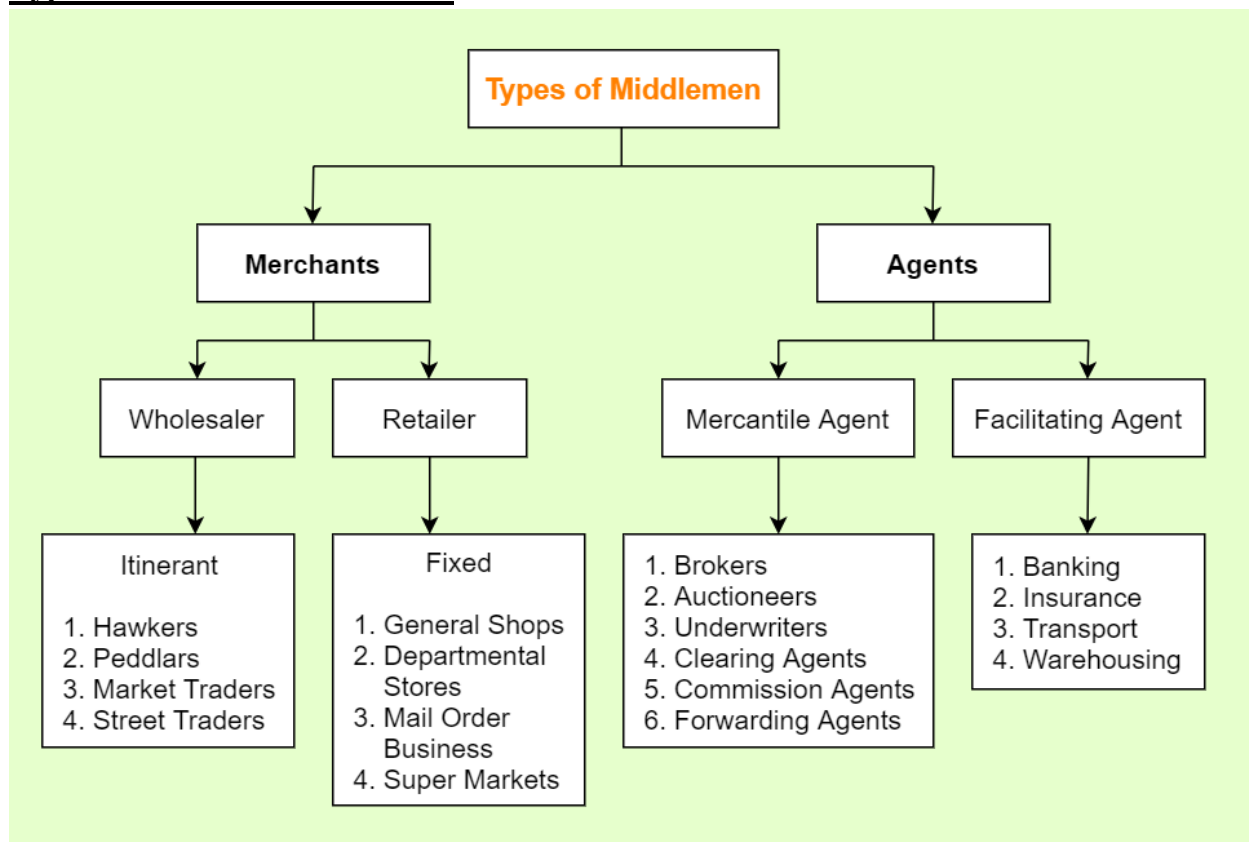 Types of Middlemen
Merchants
Agents
Wholesaler
Retailer
Mercantile Agent
Facilitating Agent
Itinerant
1. Hawkers
2. Peddlars
3. Market Traders
4. Street Traders
Fixed
1. General Shops
2. Departmental
Stores
3. Mail Order
Business
4. Super Markets
1. Brokers
2. Auctioneers
3. Underwriters
4. Clearing Agents
5. Commission Agents
6. Forwarding Agents
1. Banking
2. Insurance
3. Transport
4. Warehousing